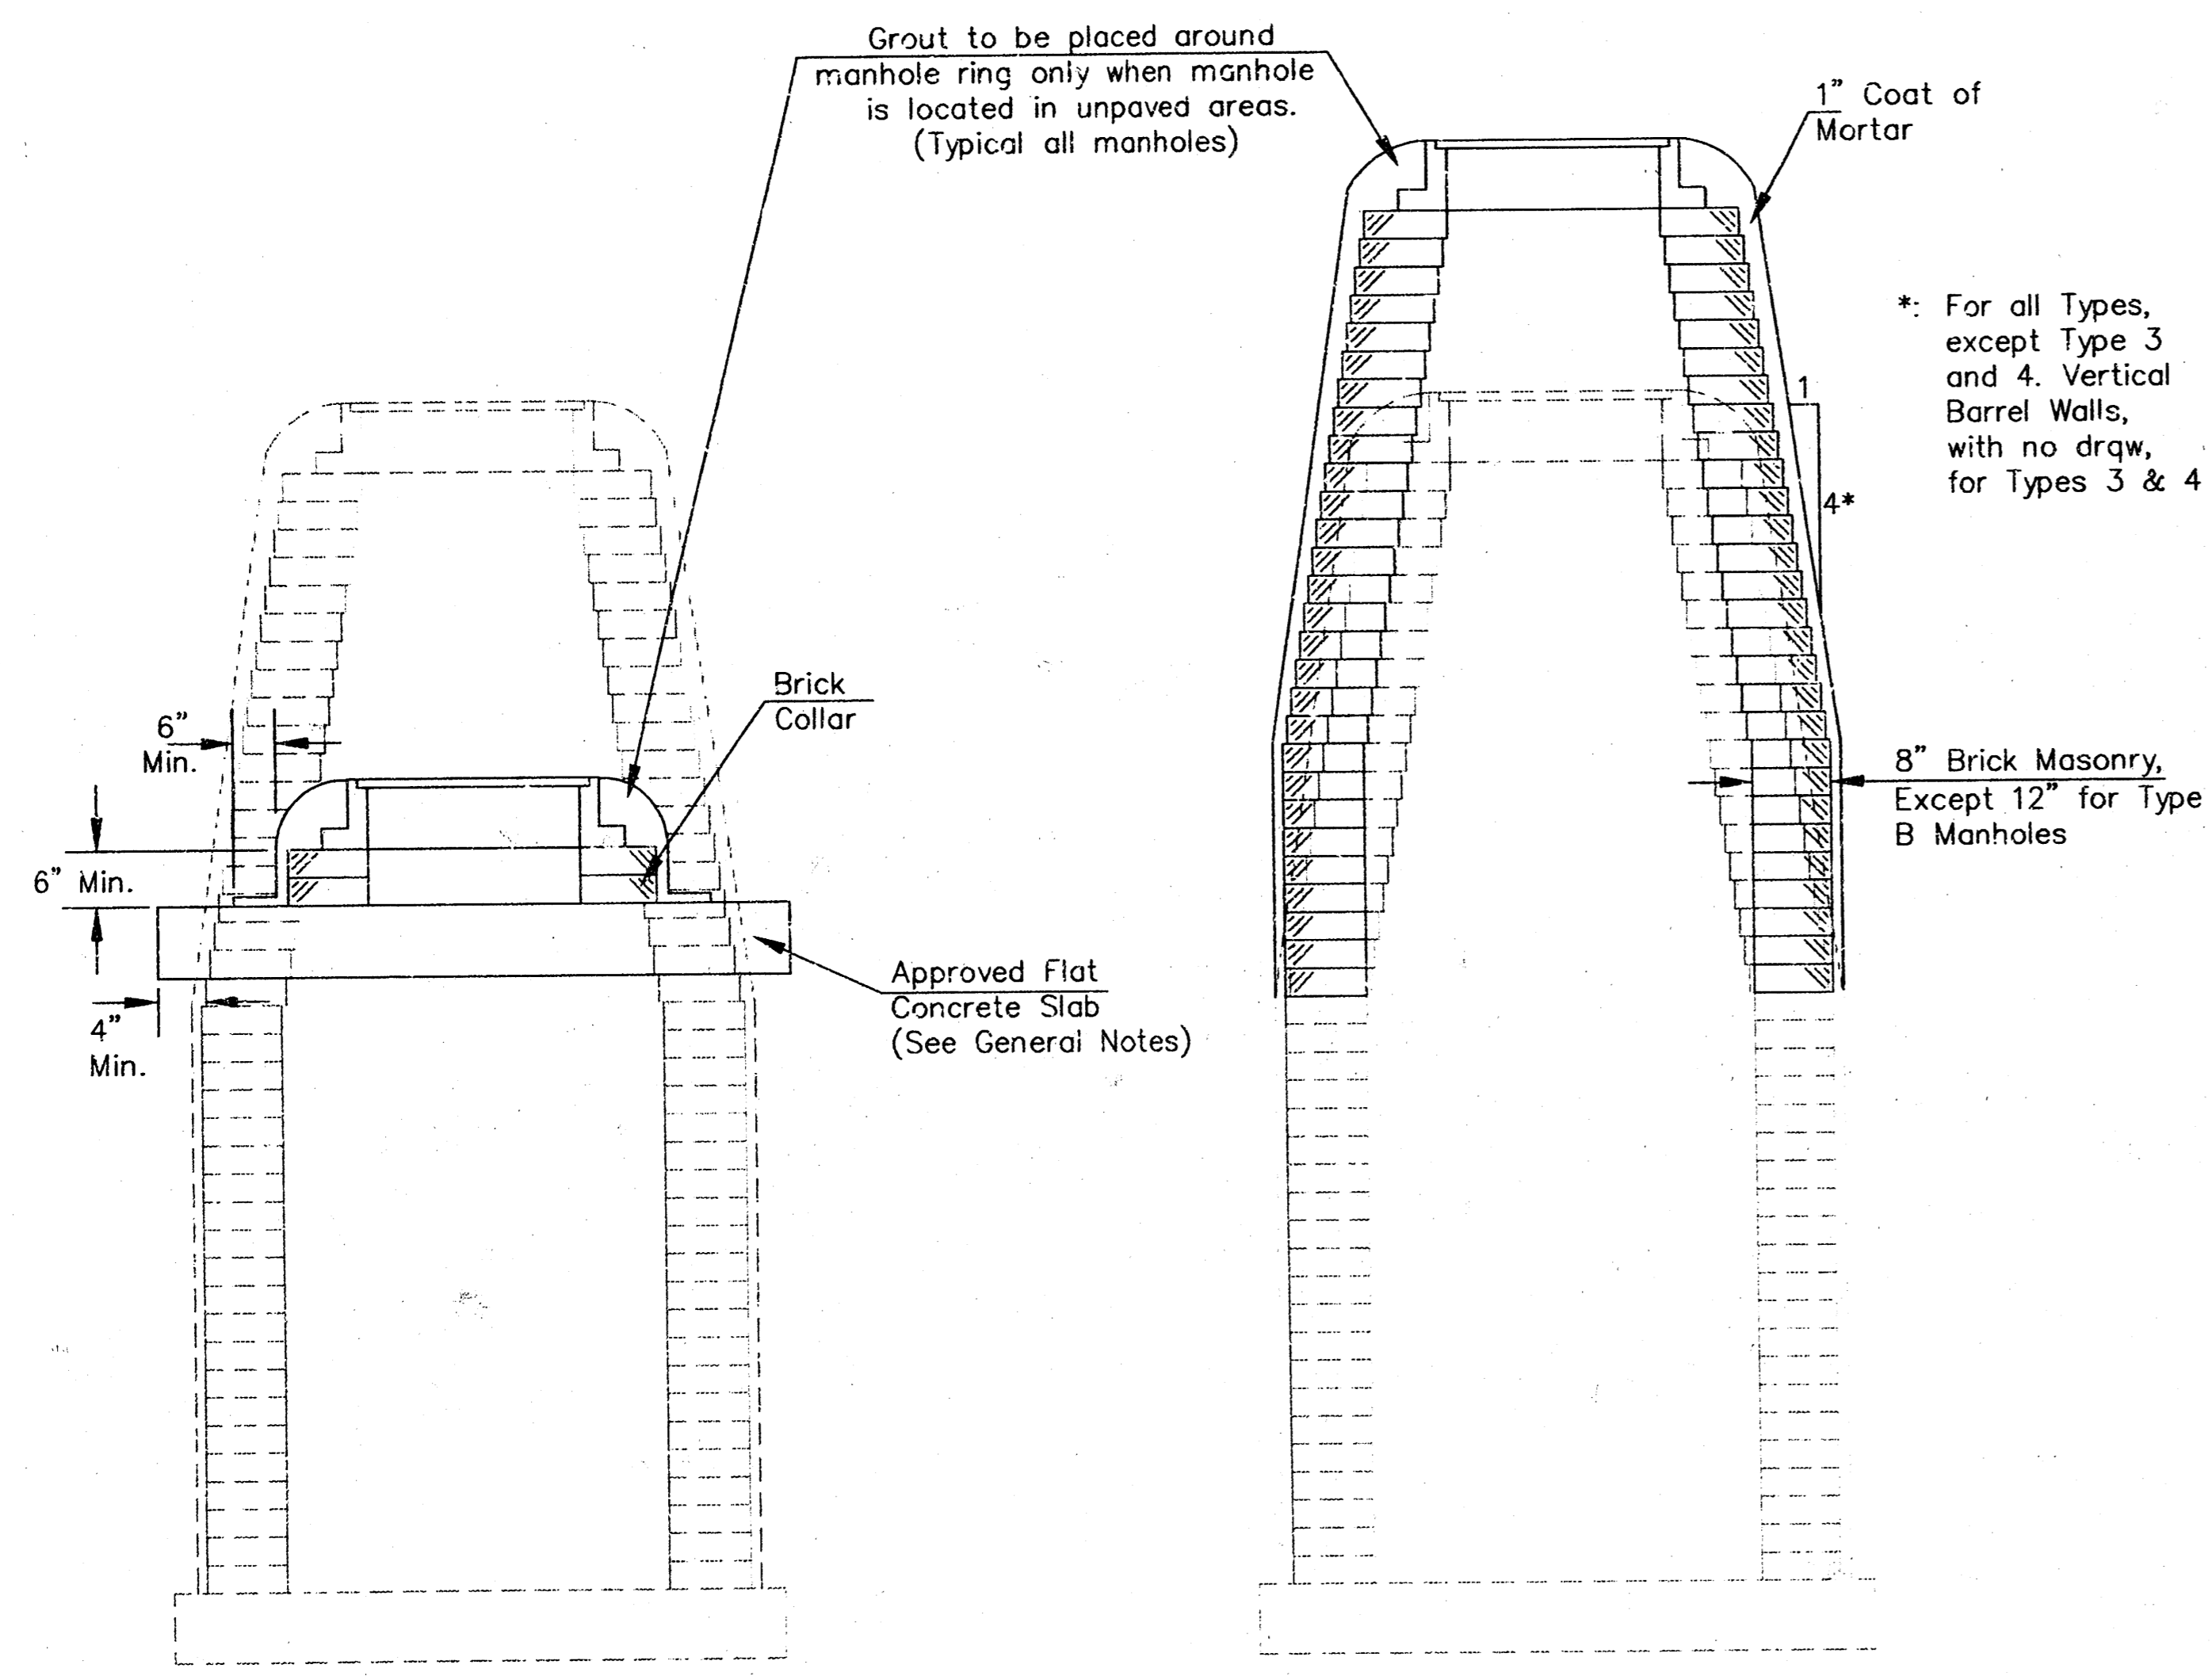 Grout to be placed around
manhole ring only when manhole
is located in unpaved areas.
(Typical all manholes)
1” Coat of
Mortar
*: For all Types,
except Type 3
and 4. Vertical
Barrel Walls,
with no drqw,
for Types 3 & 4
1
4*
Brick
Collar
6”
Min.
8” Brick Masonry,
Except 12” for Type
B Manholes
6” Min.
Approved Flat
Concrete Slab
(See General Notes)
4”
Min.